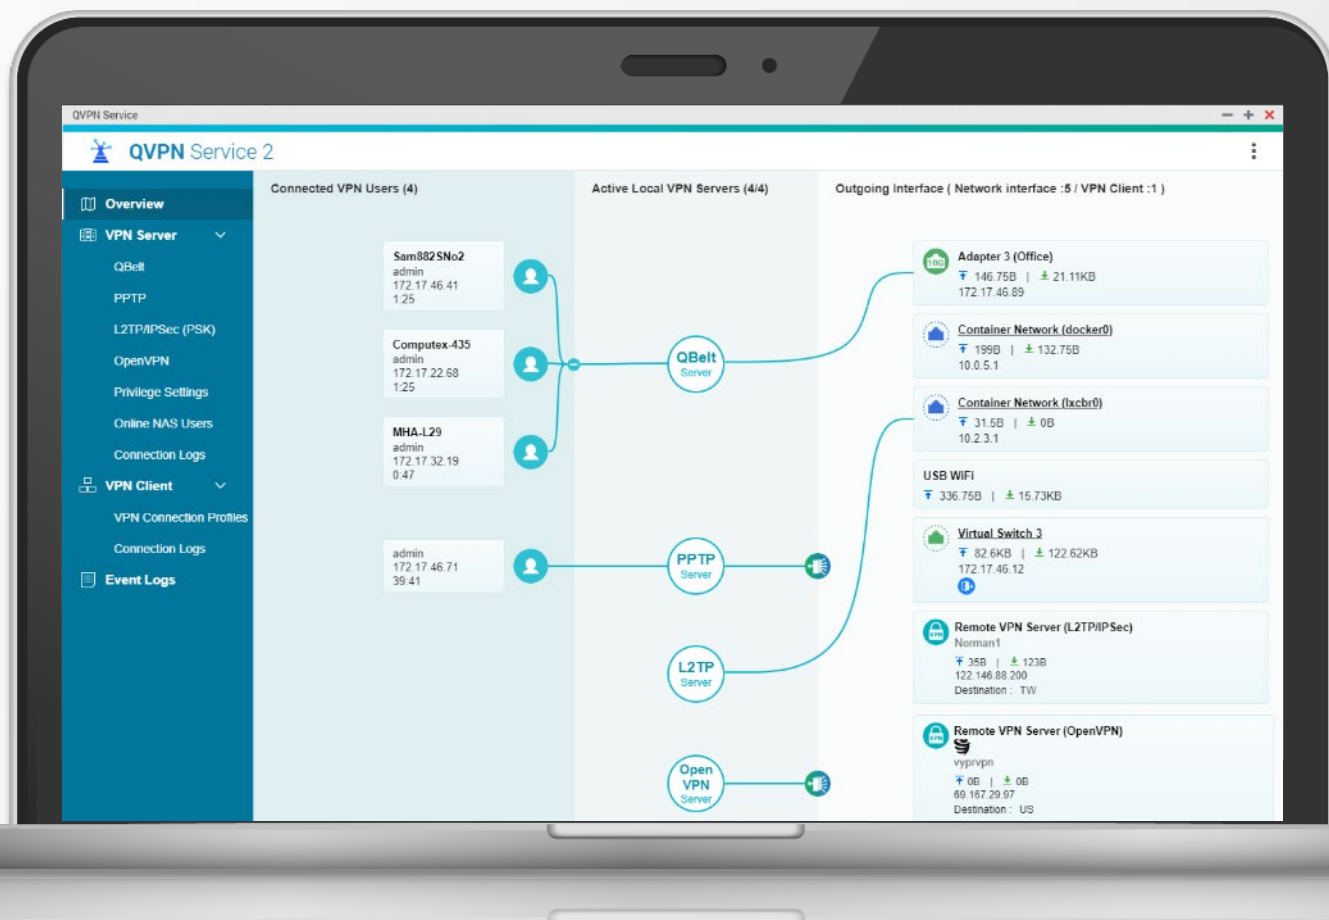 QVPN Service
QVPN Service 2
Overview
VPN Server
QBelt
PPTP
L2TP/IPSec (PSK)
OpenVPN
Privilege Settings
Online NAS Users
Connection Logs
VPN Client
VPN Connection Profiles
Connection Logs
Event Logs
Connected VPN Users (4)
Sam882SNo2
admin
172.17.46.41
1:25
Computex-435
admin
172.17.22.68
1:25
MHA-L29
admin
172.17.32.19
0:47
admin
172.17.46.71
39:41
Active Local VPN Servers (4/4)
QBelt
Server
PPTP
Server
L2TP
Server
Open
VPN
Server
Outgoing Interface ( Network interface :5 / VPN Client :1 )
10G
Adapter 3 (Office)
146.75B | 21.11KB
172.17.46.89
Container Network (docker0)
199B | 132.75B
10.0.5.1
Container Network (lxcbr0)
31.5B | 0B
10.2.3.1
USB WiFi
336.75B | 15.73KB
Virtual Switch 3
82.6KB | 122.62KB
172.17.46.12
VPN
Remote VPN Server (L2TP/IPSec)
Norman1
35B | 123B
122.146.88.200
Destination : TW
VPN
Remote VPN Server (OpenVPN)
vyprvpn
0B | 0B
69.167.29.97
Destination : US